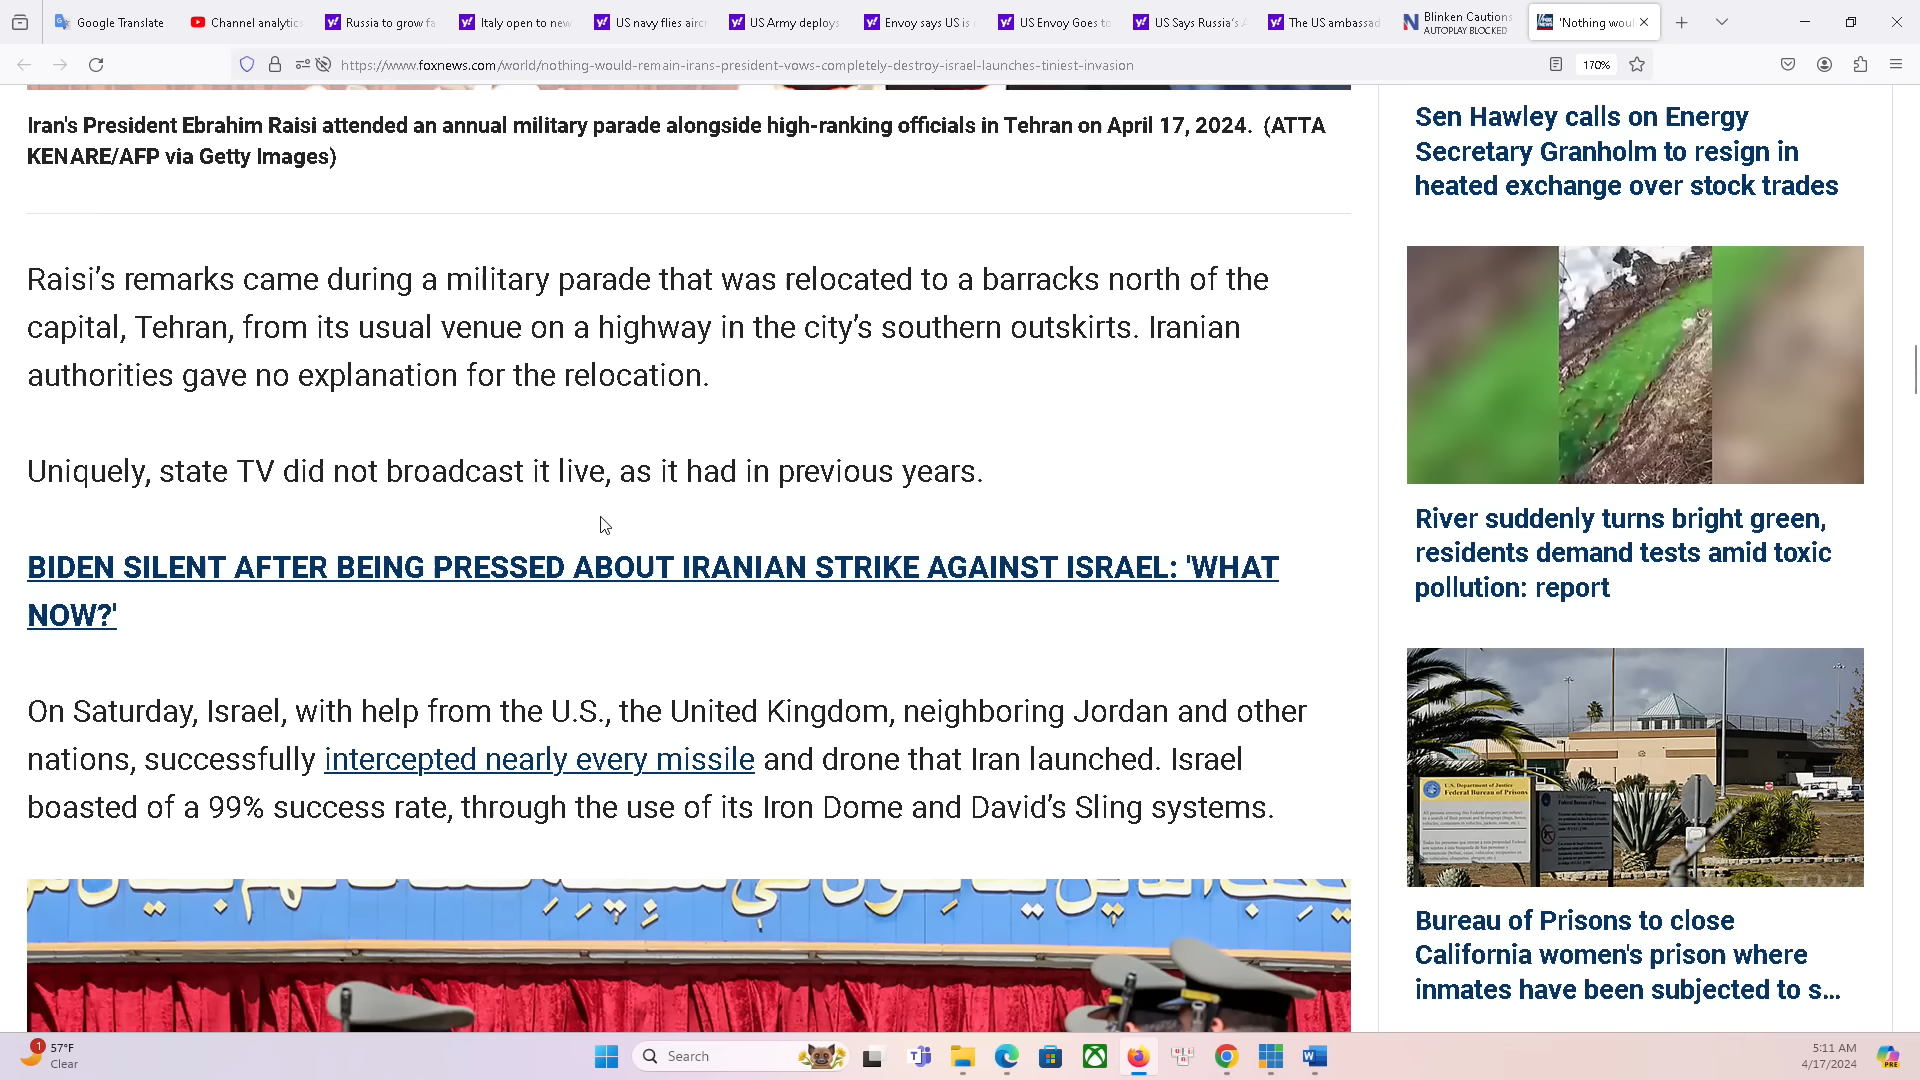 Google Translate
Channel analytics
Russia to grow fa
Italy open to new
US navy flies airc
US Army deploys
Envoy says US is
US Envoy Goes to
US Says Russia's A
The US ambassad
Blinken Cautions
AUTOPLAY BLOCKED
'Nothing woul
https://www.foxnews.com/world/nothing-would-remain-irans-president-vows-completely-destroy-israel-launches-tiniest-invasion
170%
Iran's President Ebrahim Raisi attended an annual military parade alongside high-ranking officials in Tehran on April 17, 2024. (ATTA
KENARE/AFP via Getty Images)
Raisi’s remarks came during a military parade that was relocated to a barracks north of the
capital, Tehran, from its usual venue on a highway in the city’s southern outskirts. Iranian
authorities gave no explanation for the relocation.
Uniquely, state TV did not broadcast it live, as it had in previous years.
BIDEN SILENT AFTER BEING PRESSED ABOUT IRANIAN STRIKE AGAINST ISRAEL: 'WHAT
NOW?'
On Saturday, Israel, with help from the U.S., the United Kingdom, neighboring Jordan and other
nations, successfully intercepted nearly every missile and drone that Iran launched. Israel
boasted of a 99% success rate, through the use of its Iron Dome and David’s Sling systems.
Sen Hawley calls on Energy
Secretary Granholm to resign in
heated exchange over stock trades
River suddenly turns bright green,
residents demand tests amid toxic
pollution: report
U.S. Department of Justice
Federal Bureau of Prisons
Bureau of Prisons to close
California women's prison where
inmates have been subjected to s...
1
57°F
Clear
Search
5:11 AM
4/17/2024
PRE